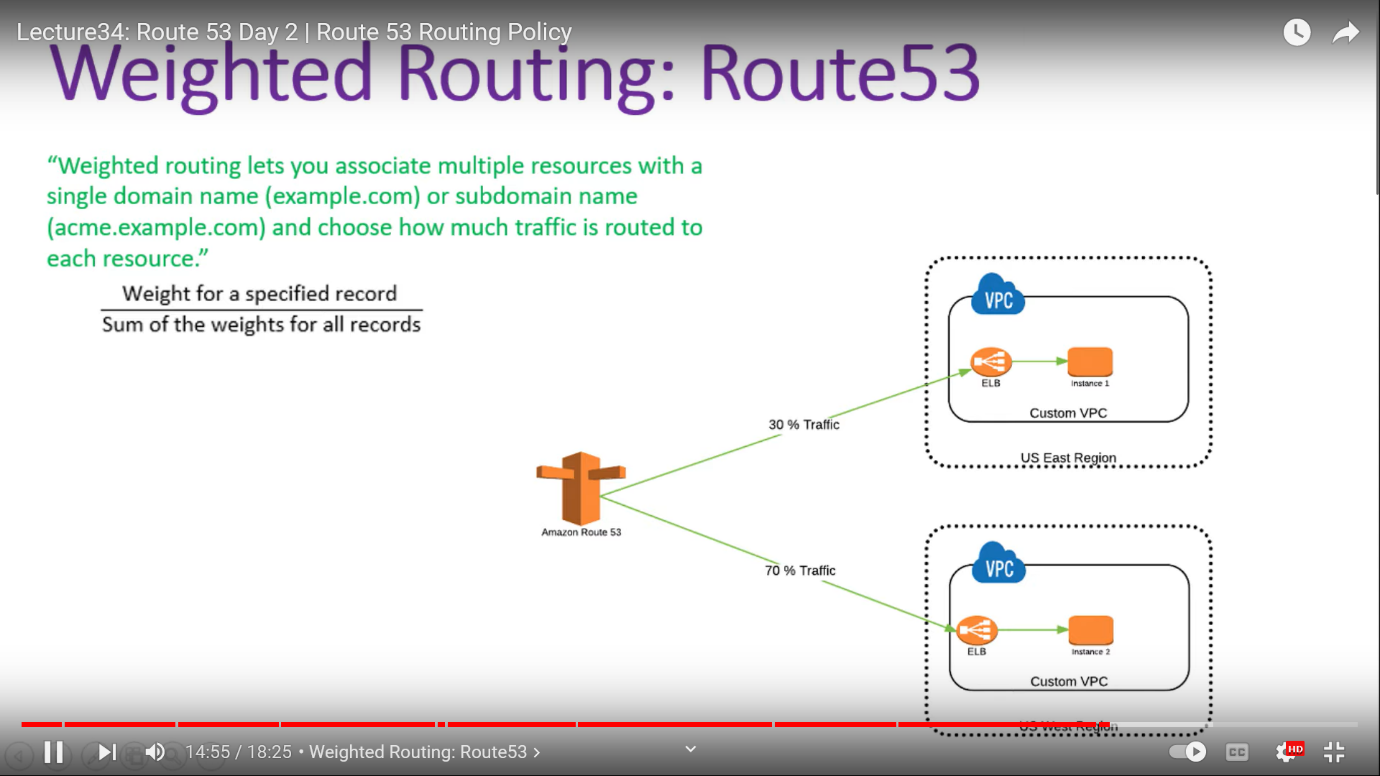 Lecture34: Route 53 Day 2 | Route 53 Routing Policy
Weighted Routing: Route53
“Weighted routing lets you associate multiple resources with a
single domain name (example.com) or subdomain name
(acme.example.com) and choose how much traffic is routed to
each resource.”
Weight for a specified record
Sum of the weights for all records
VPC
ELB
Instance 1
Custom VPC
US East Region
30 % Traffic
Amazon Route 53
70 % Traffic
VPC
ELB
Instance 2
Custom VPC
US West Region
14:55 / 18:25 • Weighted Routing: Route53 >
CC
HD